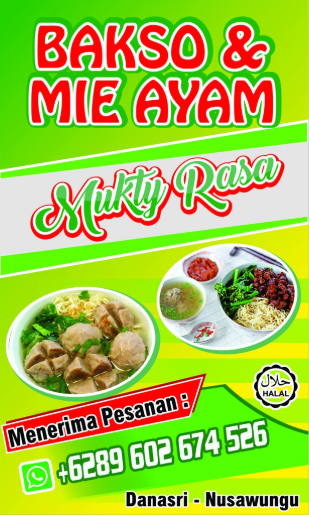 BAKSO &
MIE AYAM
Mukty Rasa
حلال
HALAL
Menerima Pesanan :
+6289 602 674 526
Danasri - Nusawungu